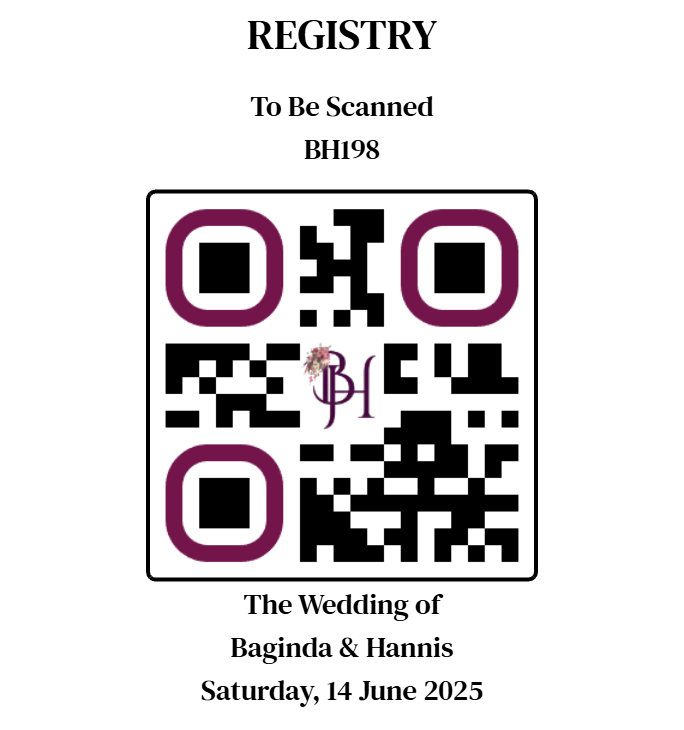 REGISTRY
To Be Scanned
BH198
BH
The Wedding of
Baginda & Hannis
Saturday, 14 June 2025